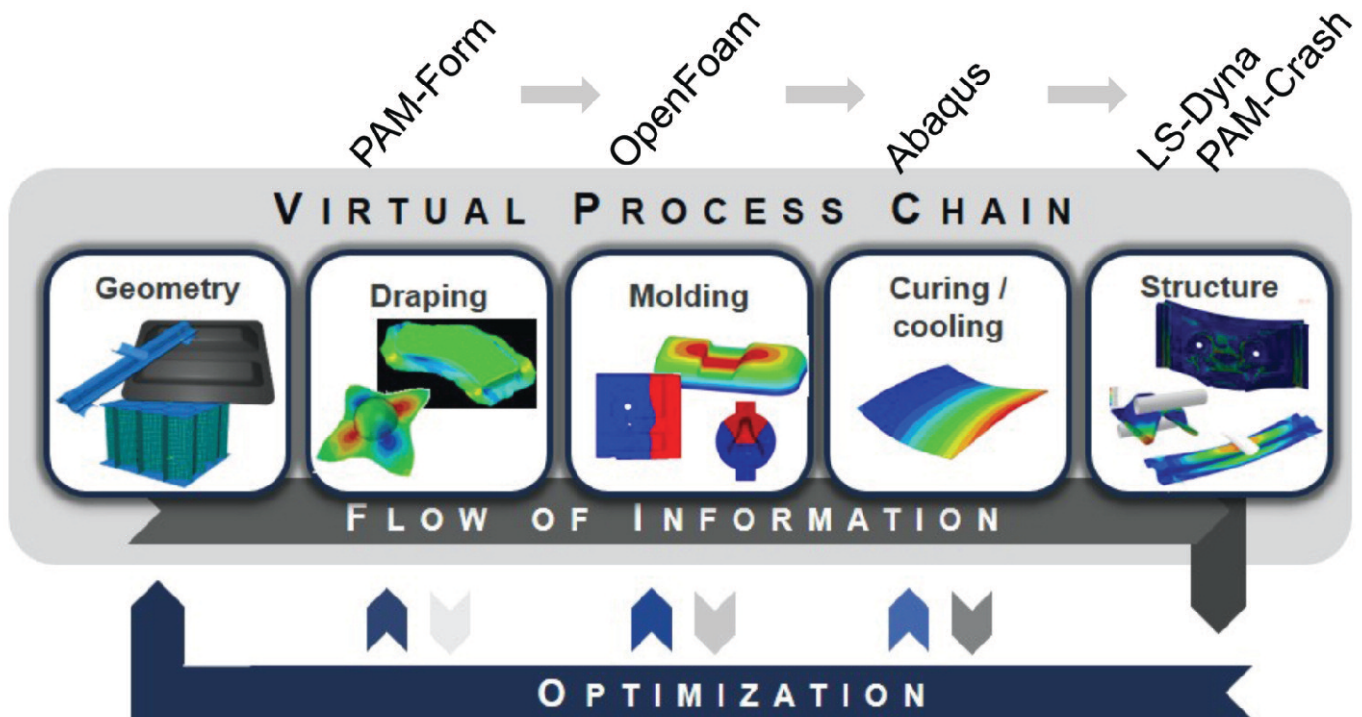 PAM-Form
OpenFoam
Abaqus
LS-Dyna
PAM-Crash
VIRTUAL PROCESS CHAIN
Geometry
Draping
Molding
Curing /
cooling
Structure
FLOW OF INFORMATION
OPTIMIZATION